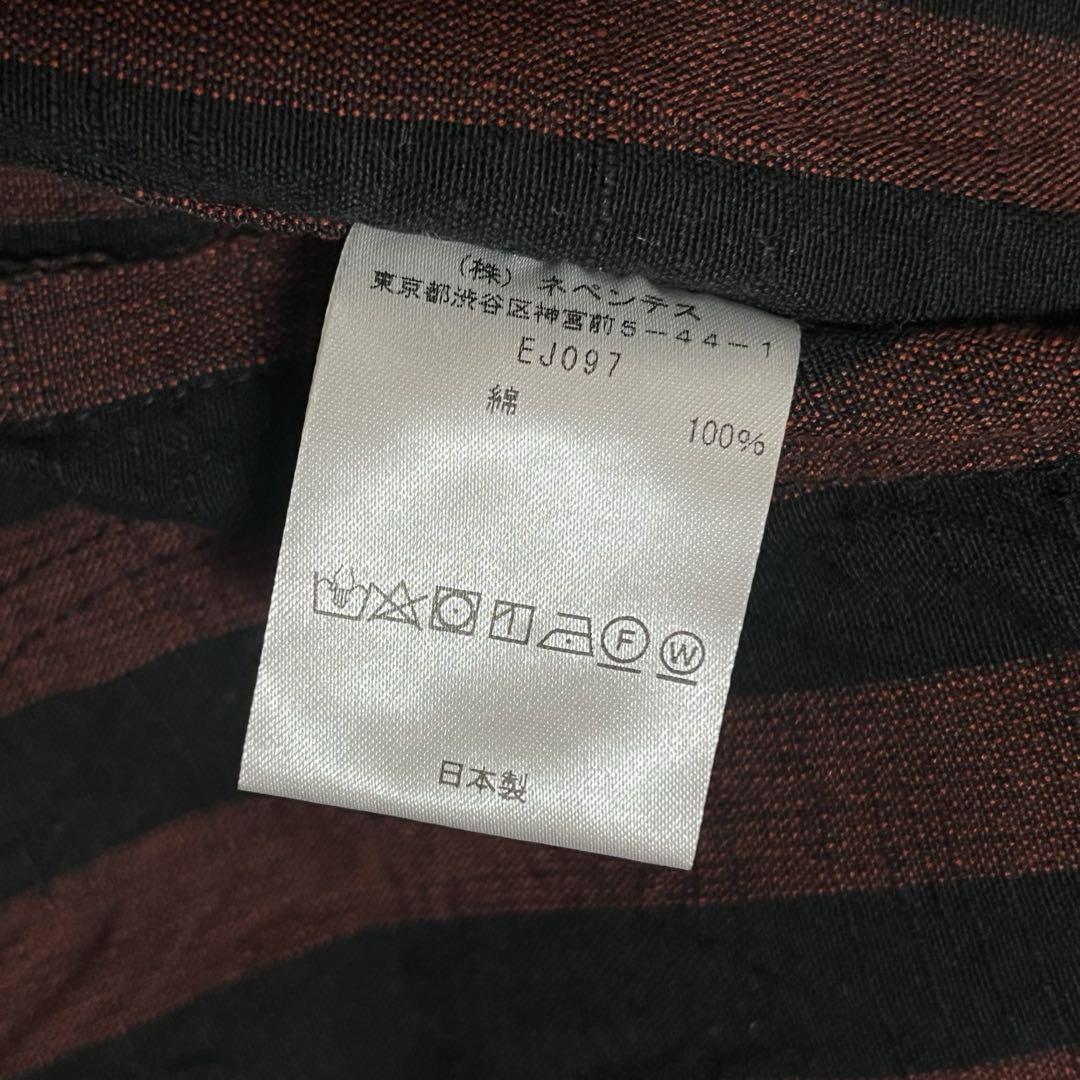 （株）ネペンテス
東京都渋谷区神宮前５－４４－１
EJ097
綿 100%
F W
日本製